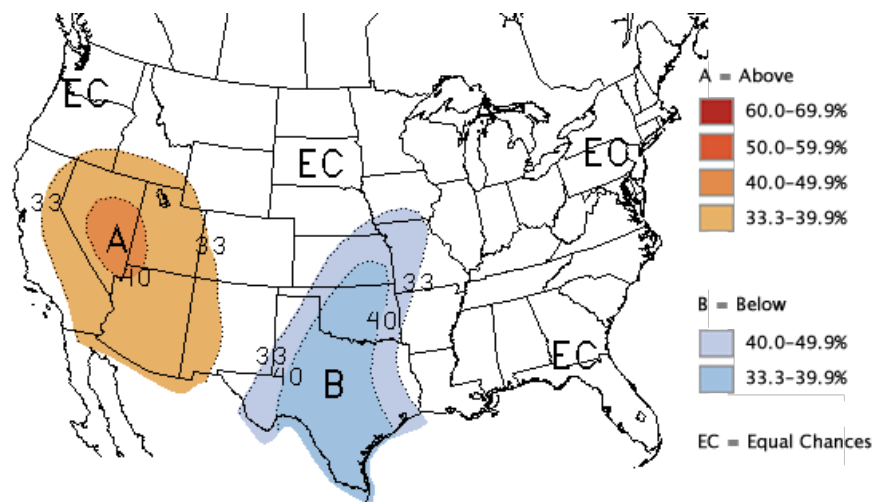 EC
EC
EC
33
A
33
40
33
40
33
40
B
EC
A = Above
60.0-69.9%
50.0-59.9%
40.0-49.9%
33.3-39.9%
B = Below
40.0-49.9%
33.3-39.9%
EC = Equal Chances